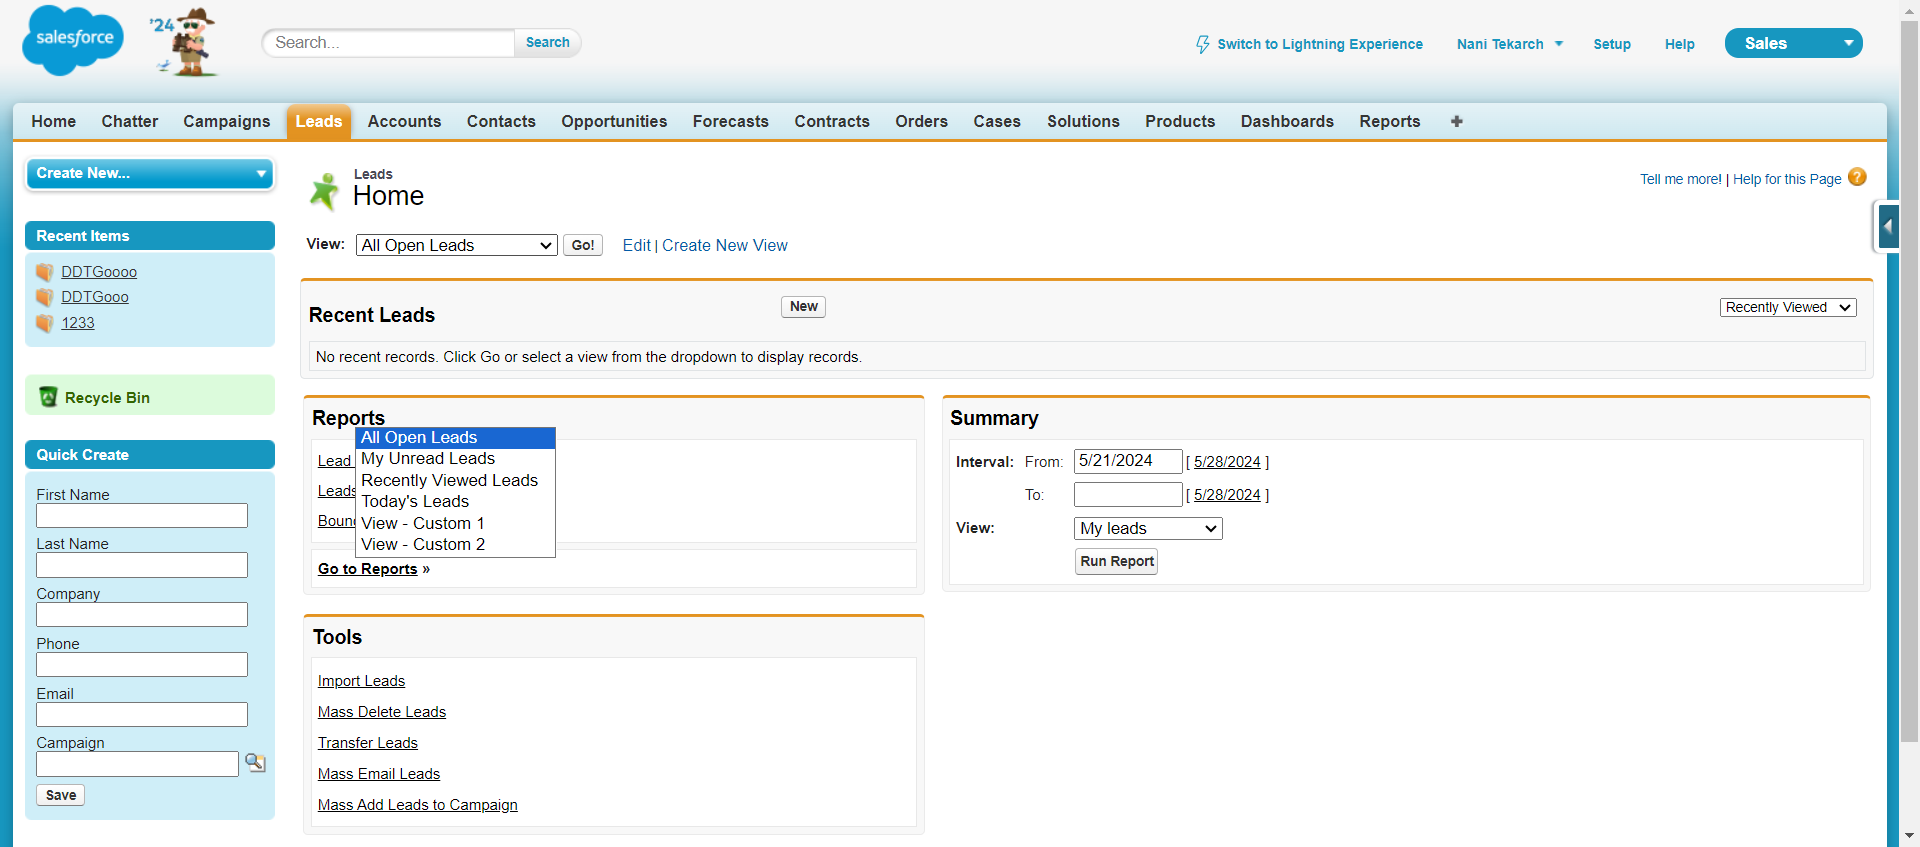 salesforce
'24
Search...
Search
Switch to Lightning Experience
Nani Tekarch
Setup
Help
Sales
Home
Chatter
Campaigns
Leads
Accounts
Contacts
Opportunities
Forecasts
Contracts
Orders
Cases
Solutions
Products
Dashboards
Reports
+
Create New...
Recent Items
DDTGoooo
DDTGooo
1233
Recycle Bin
Quick Create
First Name
Last Name
Company
Phone
Email
Campaign
Save
Leads
Home
Tell me more! | Help for this Page ?
View: All Open Leads Go! Edit | Create New View
Recent Leads
New
Recently Viewed
No recent records. Click Go or select a view from the dropdown to display records.
Reports
All Open Leads
My Unread Leads
Recently Viewed Leads
Today's Leads
View - Custom 1
View - Custom 2
Lead
Leads
Go to Reports »
Summary
Interval: From: 5/21/2024 [ 5/28/2024 ]
To: [ 5/28/2024 ]
View: My leads
Run Report
Tools
Import Leads
Mass Delete Leads
Transfer Leads
Mass Email Leads
Mass Add Leads to Campaign